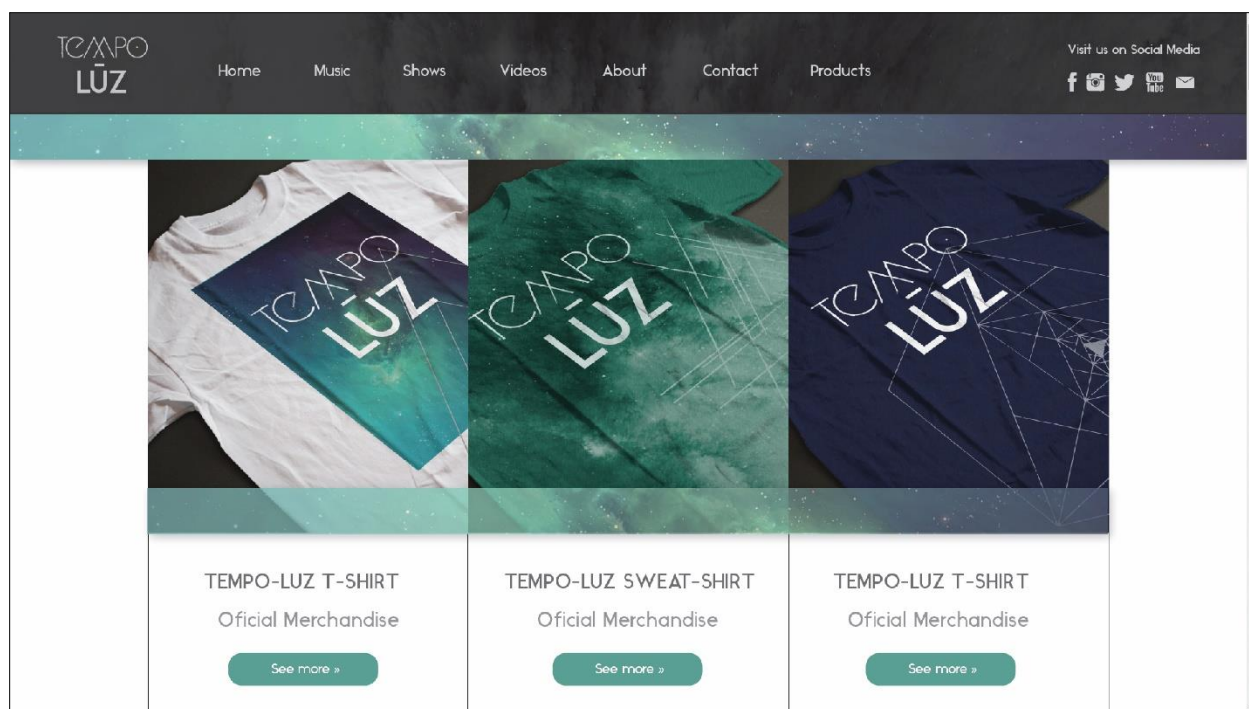 TEMPO
LŪZ
Home Music Shows Videos About Contact Products
Visit us on Social Media
You
Tube
TEMPO
LŪZ
TEMPO
LŪZ
TEMPO
LŪZ
TEMPO-LUZ T-SHIRT
Oficial Merchandise
See more »
TEMPO-LUZ SWEAT-SHIRT
Oficial Merchandise
See more »
TEMPO-LUZ T-SHIRT
Oficial Merchandise
See more »